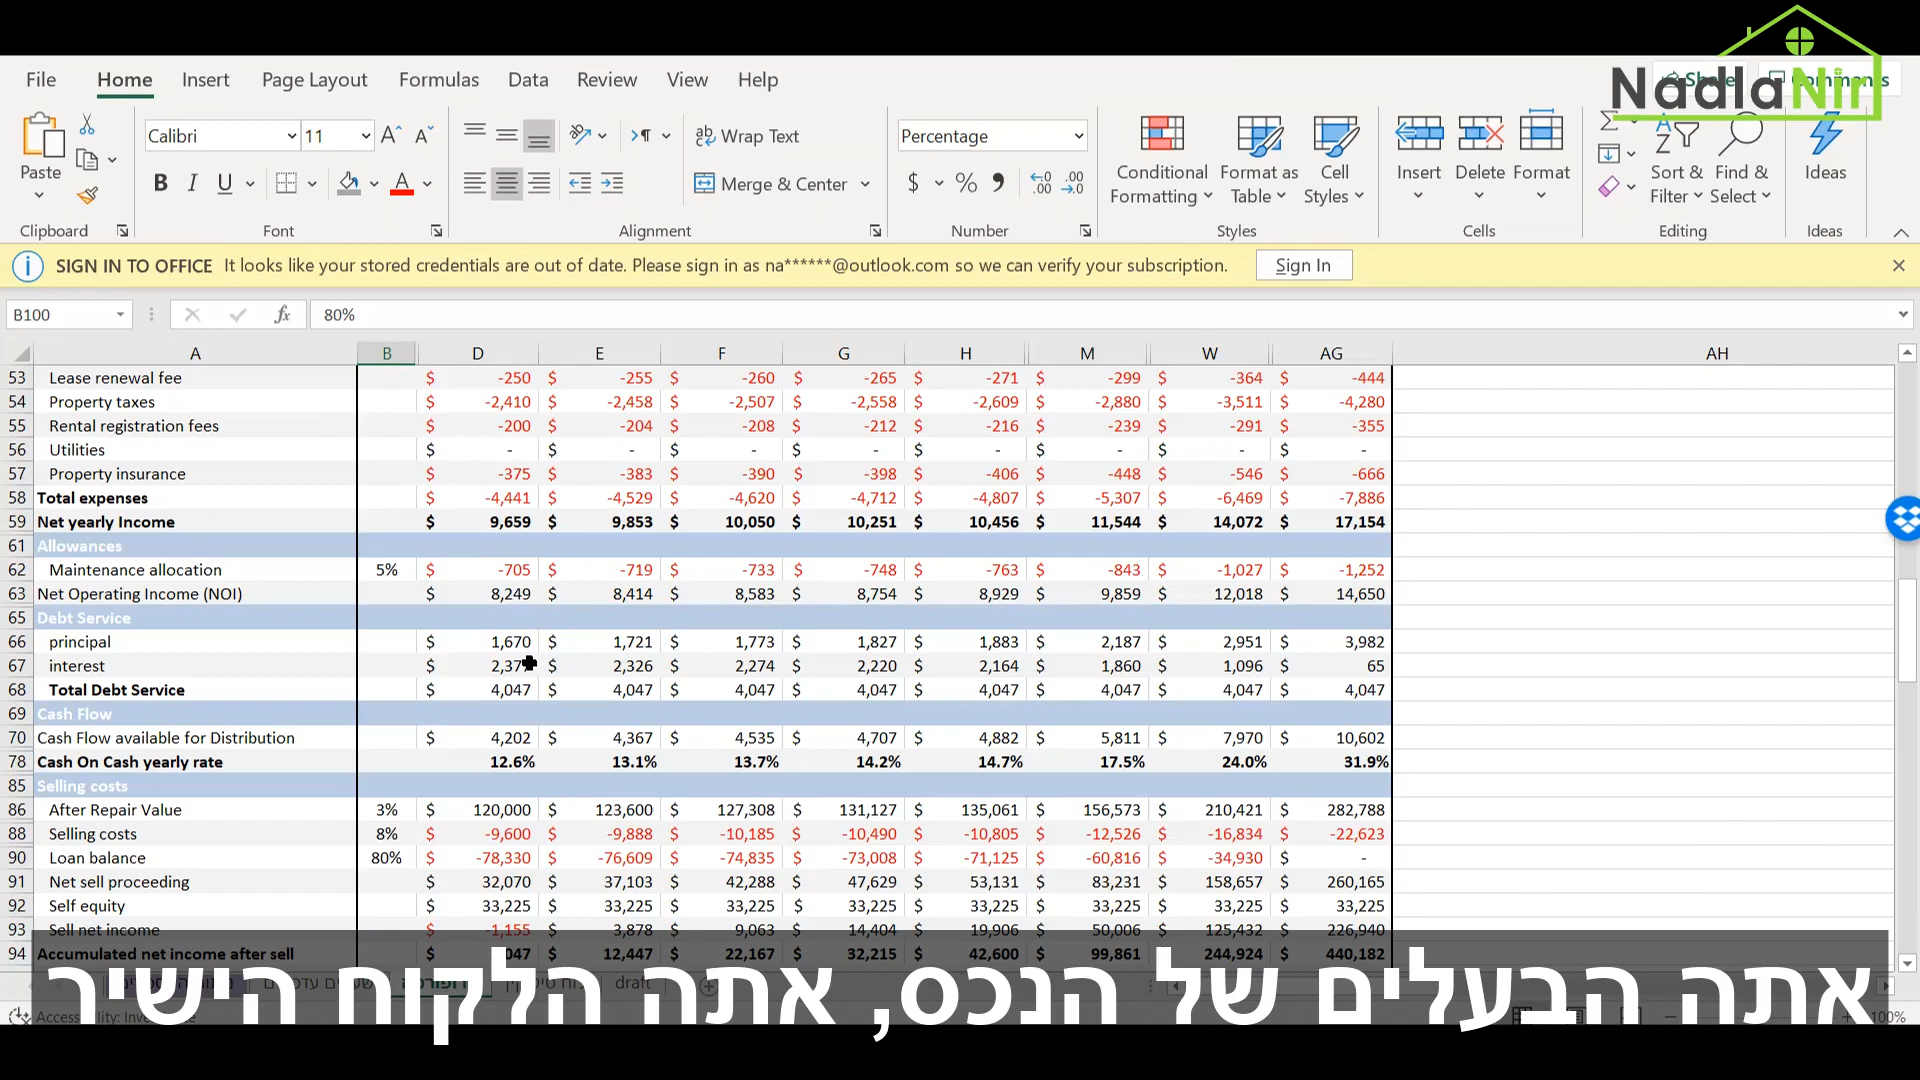 NadlaNir
File Home Insert Page Layout Formulas Data Review View Help
Calibri 11 Wrap Text Percentage
Paste Merge & Center Conditional Formatting Format as Table Cell Styles Insert Delete Format Sort & Filter Find & Select Ideas
Clipboard Font Alignment Number Styles Cells Editing Ideas
SIGN IN TO OFFICE It looks like your stored credentials are out of date. Please sign in as na******@outlook.com so we can verify your subscription. Sign In
B100 fx 80%
A B D E F G H M W AG AH
53 Lease renewal fee $ -250 $ -255 $ -260 $ -265 $ -271 $ -299 $ -364 $ -444
54 Property taxes $ -2,410 $ -2,458 $ -2,507 $ -2,558 $ -2,609 $ -2,880 $ -3,511 $ -4,280
55 Rental registration fees $ -200 $ -204 $ -208 $ -212 $ -216 $ -239 $ -291 $ -355
56 Utilities $ - $ - $ - $ - $ - $ - $ - $ -
57 Property insurance $ -375 $ -383 $ -390 $ -398 $ -406 $ -448 $ -546 $ -666
58 Total expenses $ -4,441 $ -4,529 $ -4,620 $ -4,712 $ -4,807 $ -5,307 $ -6,469 $ -7,886
59 Net yearly Income $ 9,659 $ 9,853 $ 10,050 $ 10,251 $ 10,456 $ 11,544 $ 14,072 $ 17,154
61 Allowances
62 Maintenance allocation 5% $ -705 $ -719 $ -733 $ -748 $ -763 $ -843 $ -1,027 $ -1,252
63 Net Operating Income (NOI) $ 8,249 $ 8,414 $ 8,583 $ 8,754 $ 8,929 $ 9,859 $ 12,018 $ 14,650
65 Debt Service
66 principal $ 1,670 $ 1,721 $ 1,773 $ 1,827 $ 1,883 $ 2,187 $ 2,951 $ 3,982
67 interest $ $ 2,326 $ 2,274 $ 2,220 $ 2,164 $ 1,860 $ 1,096 $ 65
68 Total Debt Service $ 4,047 $ 4,047 $ 4,047 $ 4,047 $ 4,047 $ 4,047 $ 4,047 $ 4,047
69 Cash Flow
70 Cash Flow available for Distribution $ 4,202 $ 4,367 $ 4,535 $ 4,707 $ 4,882 $ 5,811 $ 7,970 $ 10,602
78 Cash On Cash yearly rate 12.6% 13.1% 13.7% 14.2% 14.7% 17.5% 24.0% 31.9%
85 Selling costs
86 After Repair Value 3% $ 120,000 $ 123,600 $ 127,308 $ 131,127 $ 135,061 $ 156,573 $ 210,421 $ 282,788
88 Selling costs 8% $ -9,600 $ -9,888 $ -10,185 $ -10,490 $ -10,805 $ -12,526 $ -16,834 $ -22,623
90 Loan balance 80% $ -78,330 $ -76,609 $ -74,835 $ -73,008 $ -71,125 $ -60,816 $ -34,930 $ -
91 Net sell proceeding $ 32,070 $ 37,103 $ 42,288 $ 47,629 $ 53,131 $ 83,231 $ 158,657 $ 260,165
92 Self equity $ 33,225 $ 33,225 $ 33,225 $ 33,225 $ 33,225 $ 33,225 $ 33,225 $ 33,225
93 Sell net income $ -1,155 $ 3,878 $ 9,063 $ 14,404 $ 19,906 $ 50,006 $ 125,432 $ 226,940
94 Accumulated net income after sell $ $ 12,447 $ 22,167 $ 32,215 $ 42,600 $ 99,861 $ 244,924 $ 440,182
draft
100%
אתה הבעלים של הנכס, אתה הלקוח הישיר